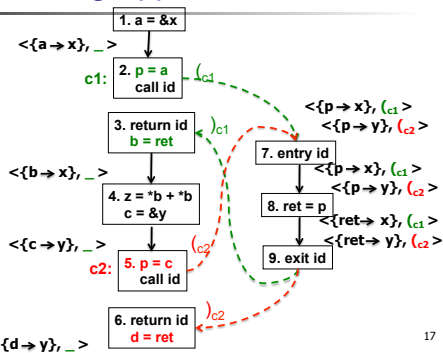 1. a = &x
<{a → x}, _ >
c1:
2. p = a
call id
(c1
<{p → x}, (c1 >
<{p → y}, (c2 >
3. return id
b = ret
)c1
7. entry id
<{b → x}, _ >
<{p → x}, (c1 >
<{p → y}, (c2 >
4. z = *b + *b
c = &y
8. ret = p
<{c → y}, _ >
(c2
<{ret → x}, (c1 >
<{ret → y}, (c2 >
c2:
5. p = c
call id
9. exit id
6. return id
d = ret
)c2
{d → y}, _ >
17